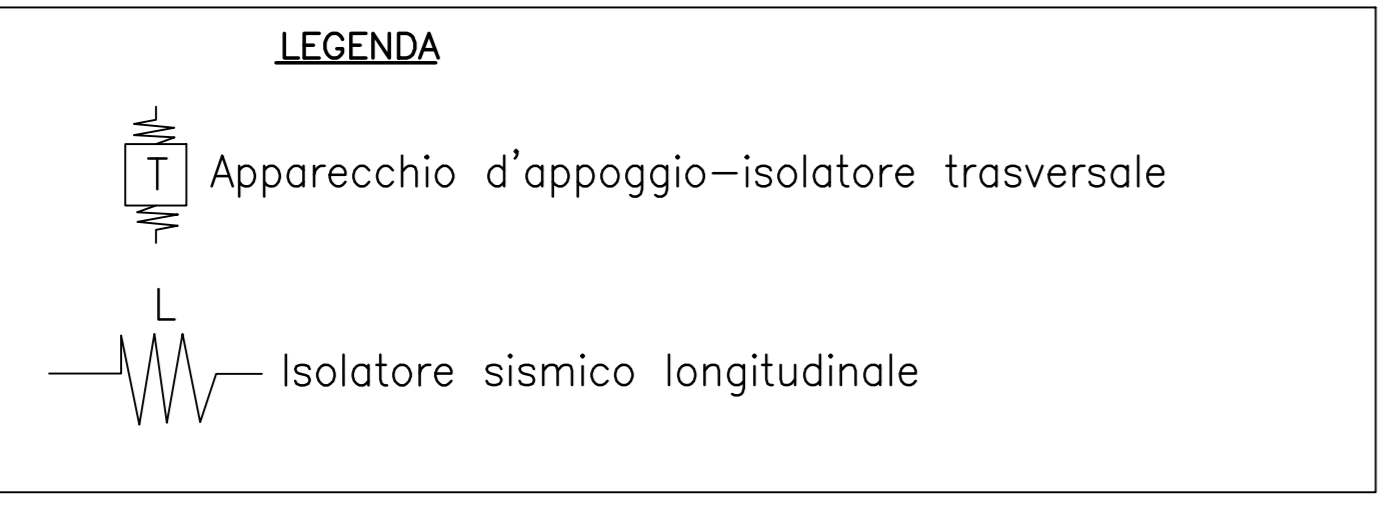 LEGENDA
T Apparecchio d'appoggio-isolatore trasversale
L
Isolatore sismico longitudinale